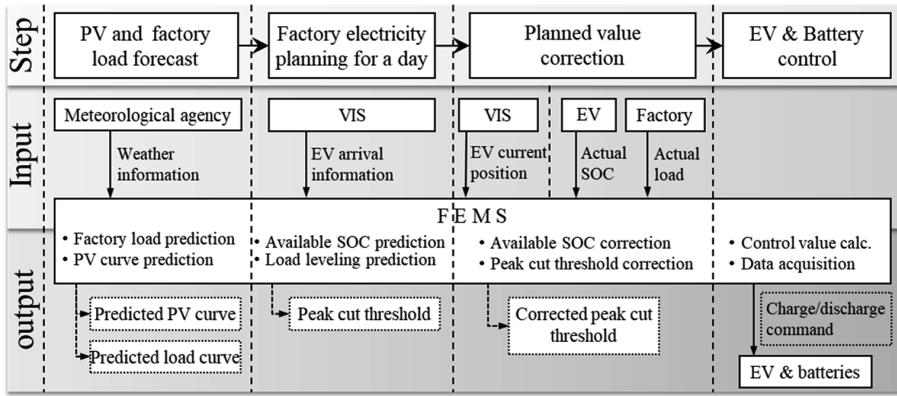 Step
PV and factory
load forecast
Factory electricity
planning for a day
Planned value
correction
EV & Battery
control
Input
Meteorological agency
VIS
VIS
EV
Factory
Weather
information
EV arrival
information
EV current
position
Actual
SOC
Actual
load
F E M S
• Factory load prediction
• PV curve prediction
• Available SOC prediction
• Load leveling prediction
• Available SOC correction
• Peak cut threshold correction
• Control value calc.
• Data acquisition
output
Predicted PV curve
Predicted load curve
Peak cut threshold
Corrected peak cut
threshold
Charge/discharge
command
EV & batteries